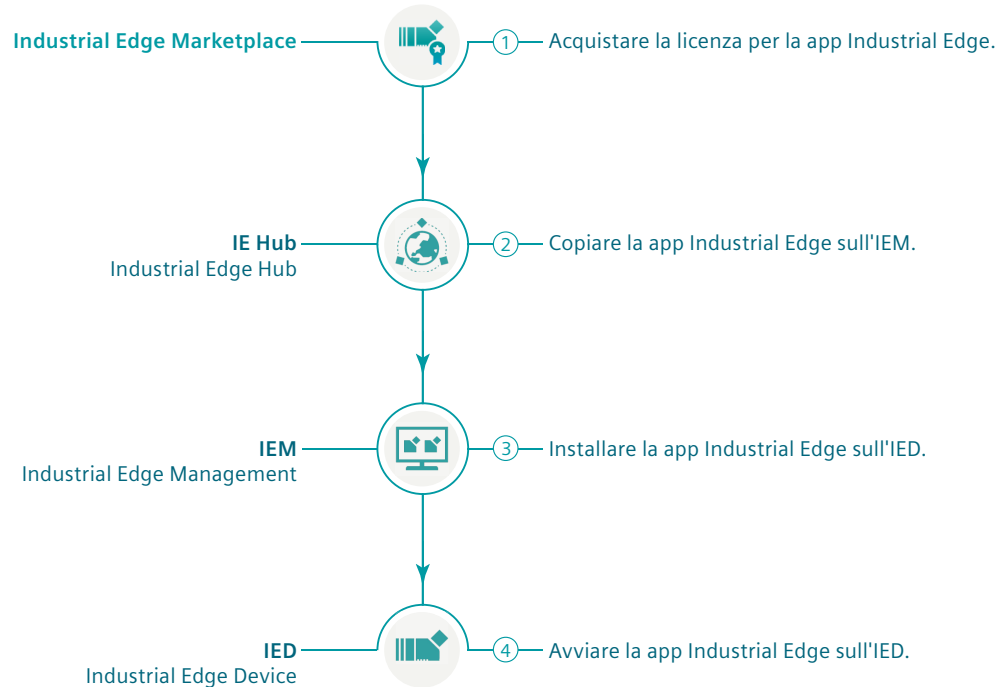 Industrial Edge Marketplace
1 Acquistare la licenza per la app Industrial Edge.
IE Hub
Industrial Edge Hub
2 Copiare la app Industrial Edge sull'IEM.
IEM
Industrial Edge Management
3 Installare la app Industrial Edge sull'IED.
IED
Industrial Edge Device
4 Avviare la app Industrial Edge sull'IED.